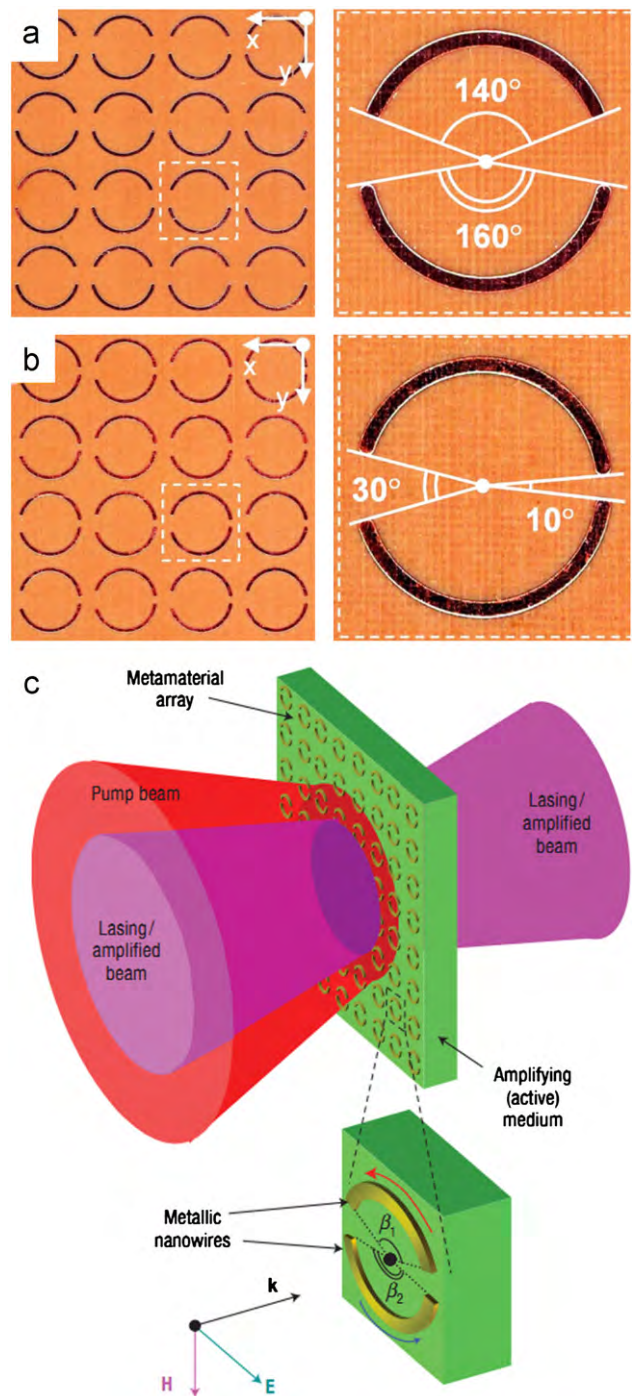 a
x
y
140°
160°
b
x
y
30°
10°
c
Metamaterial
array
Pump beam
Lasing/
amplified
beam
Lasing/
amplified
beam
Amplifying
(active)
medium
Metallic
nanowires
β1
β2
k
H
E